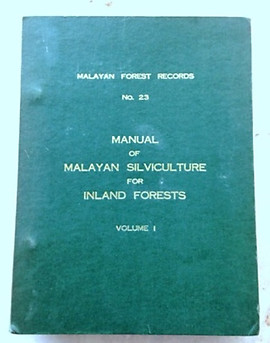 MALAYAN FOREST RECORDS
No. 23
MANUAL
OF
MALAYAN SILVICULTURE
FOR
INLAND FORESTS
VOLUME I